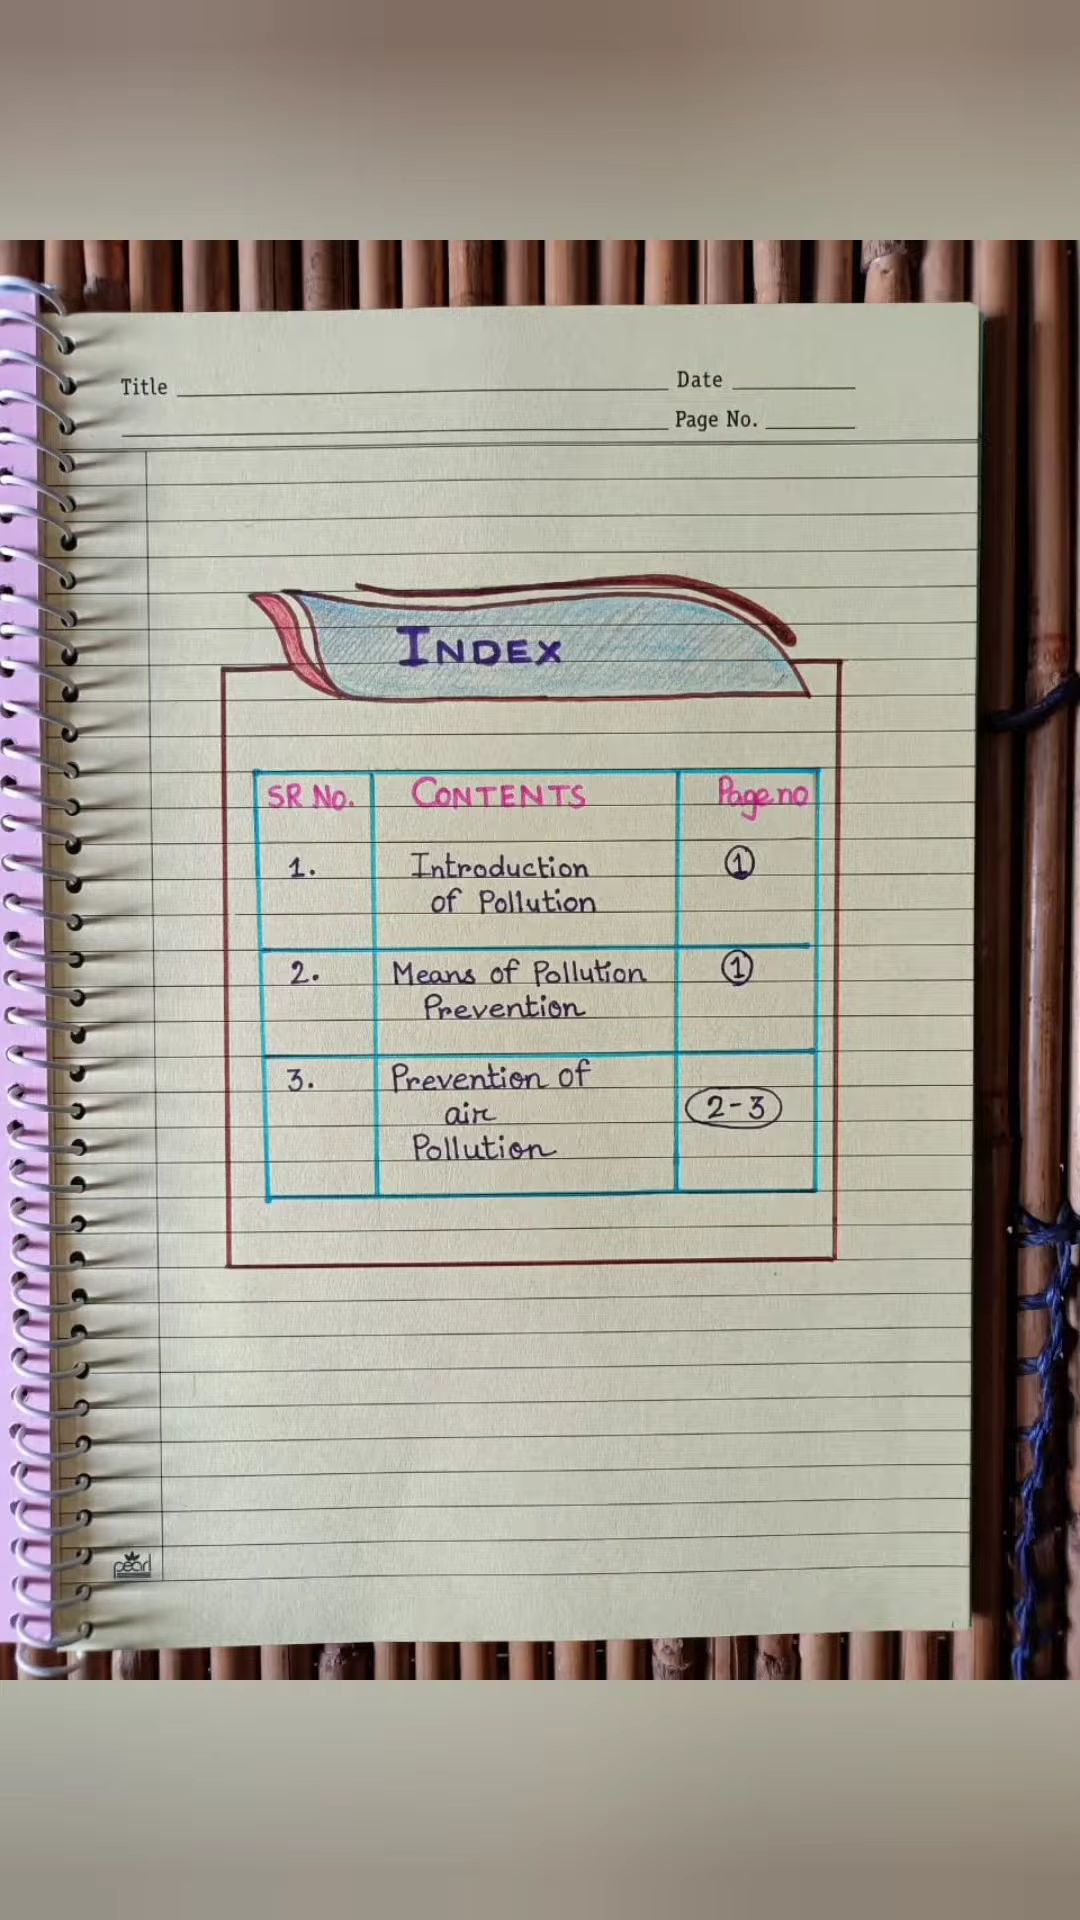 Title
Date
Page No.
INDEX
SR No. CONTENTS Page no
1. Introduction ①
of Pollution
2. Means of Pollution ①
Prevention
3. Prevention of
air 2-3
Pollution
pearl